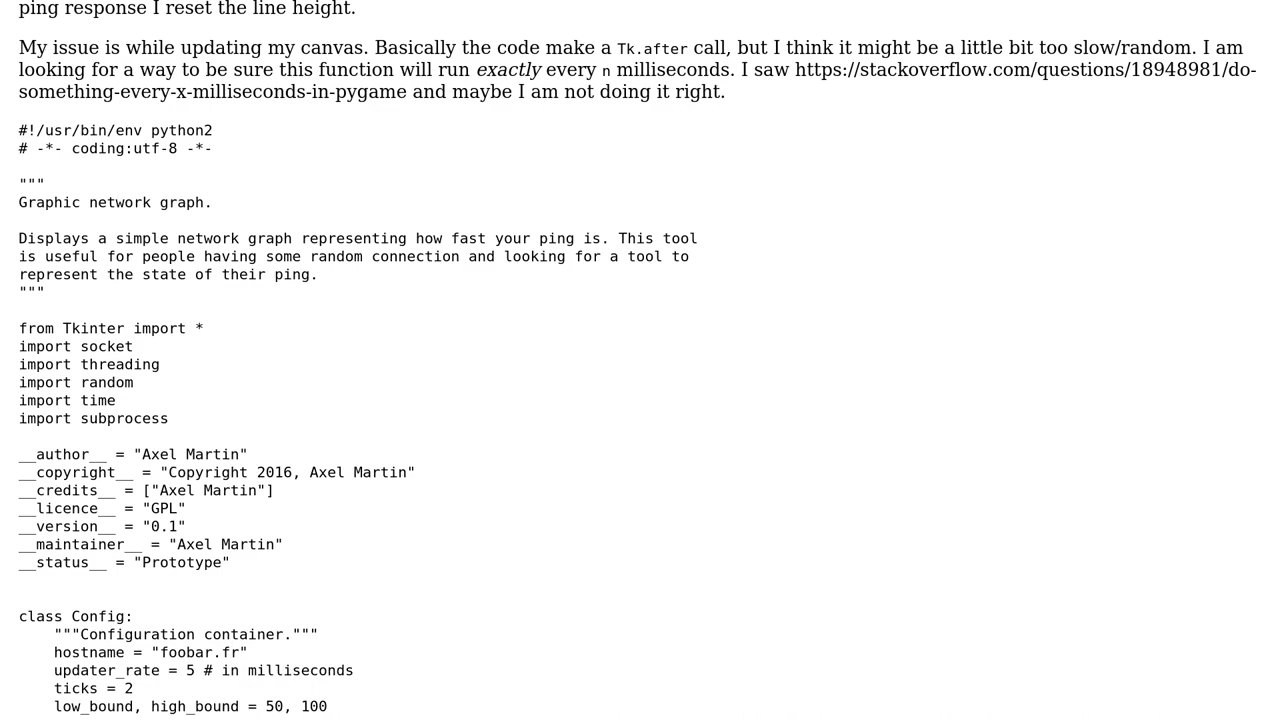 ping response I reset the line height.
My issue is while updating my canvas. Basically the code make a Tk.after call, but I think it might be a little bit too slow/random. I am
looking for a way to be sure this function will run exactly every n milliseconds. I saw https://stackoverflow.com/questions/18948981/do-
something-every-x-milliseconds-in-pygame and maybe I am not doing it right.
#!/usr/bin/env python2
# -*- coding:utf-8 -*-
"""
Graphic network graph.
Displays a simple network graph representing how fast your ping is. This tool
is useful for people having some random connection and looking for a tool to
represent the state of their ping.
"""
from Tkinter import *
import socket
import threading
import random
import time
import subprocess
__author__ = "Axel Martin"
__copyright__ = "Copyright 2016, Axel Martin"
__credits__ = ["Axel Martin"]
__licence__ = "GPL"
__version__ = "0.1"
__maintainer__ = "Axel Martin"
__status__ = "Prototype"
class Config:
    """Configuration container."""
    hostname = "foobar.fr"
    updater_rate = 5 # in milliseconds
    ticks = 2
    low_bound, high_bound = 50, 100